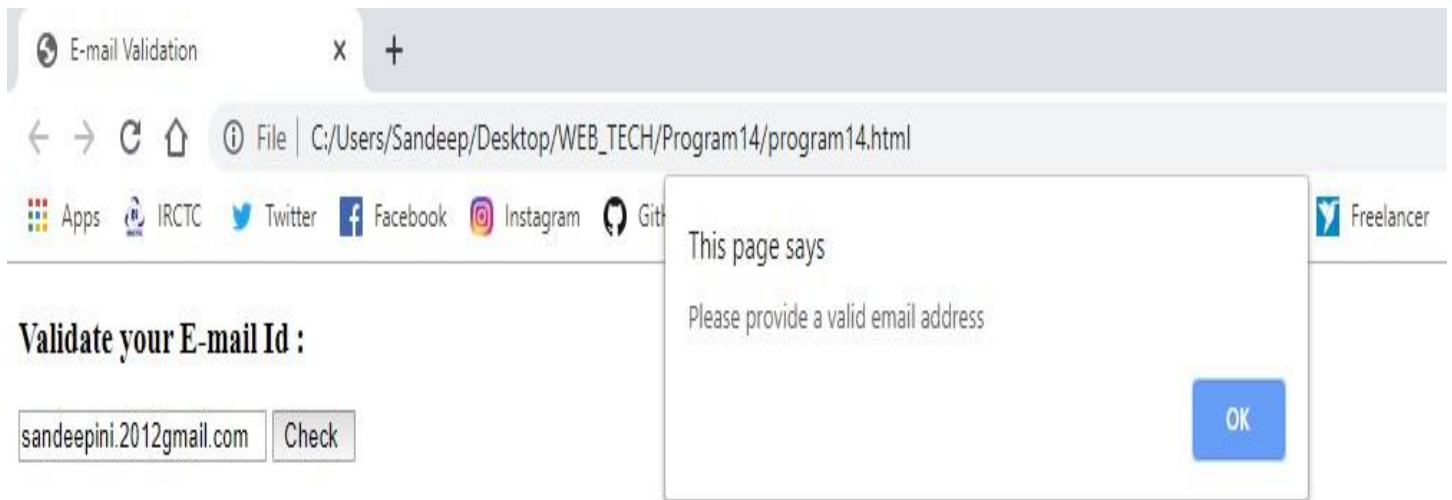 E-mail Validation
File | C:/Users/Sandeep/Desktop/WEB_TECH/Program14/program14.html
Apps IRCTC Twitter Facebook Instagram Freelancer
This page says
Please provide a valid email address
OK
Validate your E-mail Id :
sandeepini.2012gmail.com Check